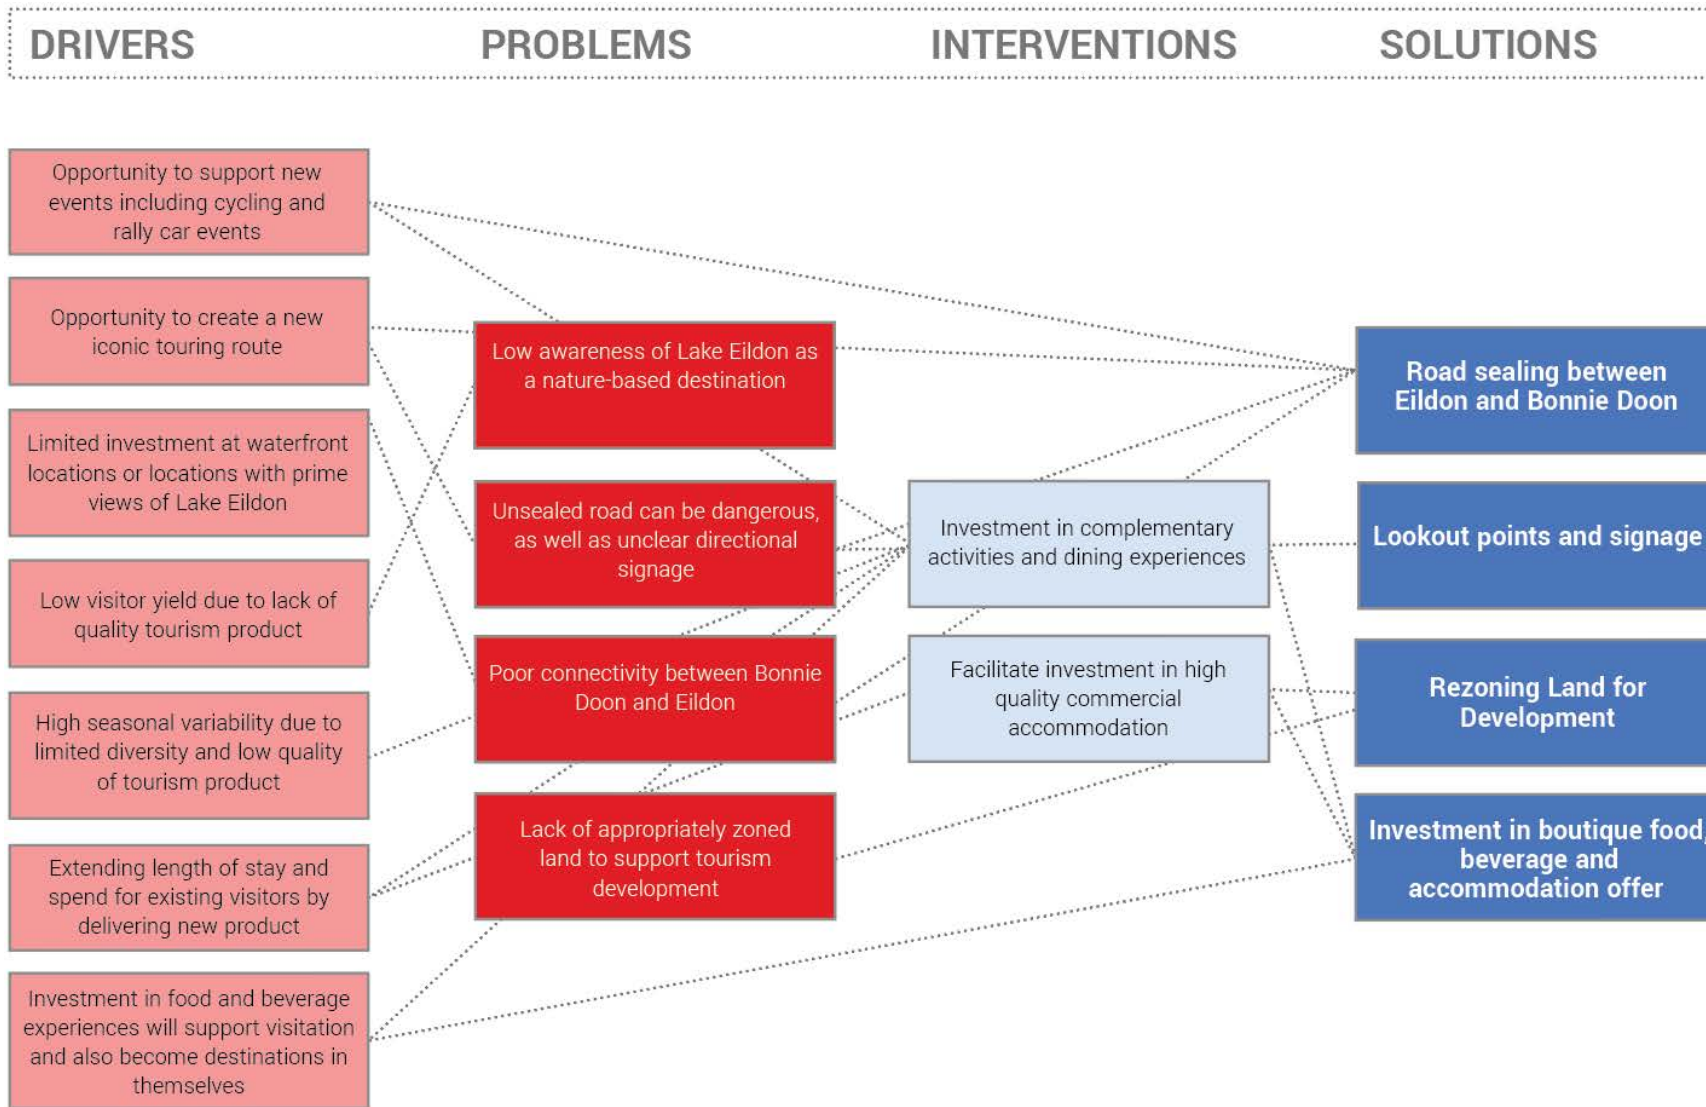 DRIVERS
PROBLEMS
INTERVENTIONS
SOLUTIONS
Opportunity to support new
events including cycling and
rally car events
Opportunity to create a new
iconic touring route
Limited investment at waterfront
locations or locations with prime
views of Lake Eildon
Low visitor yield due to lack of
quality tourism product
High seasonal variability due to
limited diversity and low quality
of tourism product
Extending length of stay and
spend for existing visitors by
delivering new product
Investment in food and beverage
experiences will support visitation
and also become destinations in
themselves
Low awareness of Lake Eildon as
a nature-based destination
Unsealed road can be dangerous,
as well as unclear directional
signage
Poor connectivity between Bonnie
Doon and Eildon
Lack of appropriately zoned
land to support tourism
development
Investment in complementary
activities and dining experiences
Facilitate investment in high
quality commercial
accommodation
Road sealing between
Eildon and Bonnie Doon
Lookout points and signage
Rezoning Land for
Development
Investment in boutique food,
beverage and
accommodation offer